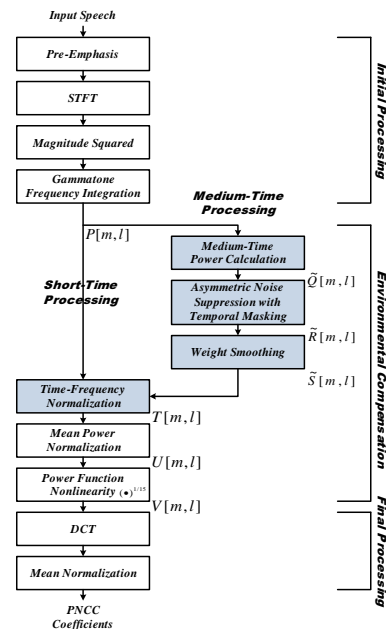 Input Speech
Pre-Emphasis
STFT
Magnitude Squared
Gammatone
Frequency Integration
Initial Processing
P[m,l]
Medium-Time
Processing
Medium-Time
Power Calculation
Q̃[m,l]
Asymmetric Noise
Suppression with
Temporal Masking
R̃[m,l]
Weight Smoothing
S̃[m,l]
Short-Time
Processing
Time-Frequency
Normalization
T[m,l]
Mean Power
Normalization
U[m,l]
Power Function
Nonlinearity (•)^1/15
V[m,l]
Environmental Compensation
DCT
Mean Normalization
Final Processing
PNCC
Coefficients